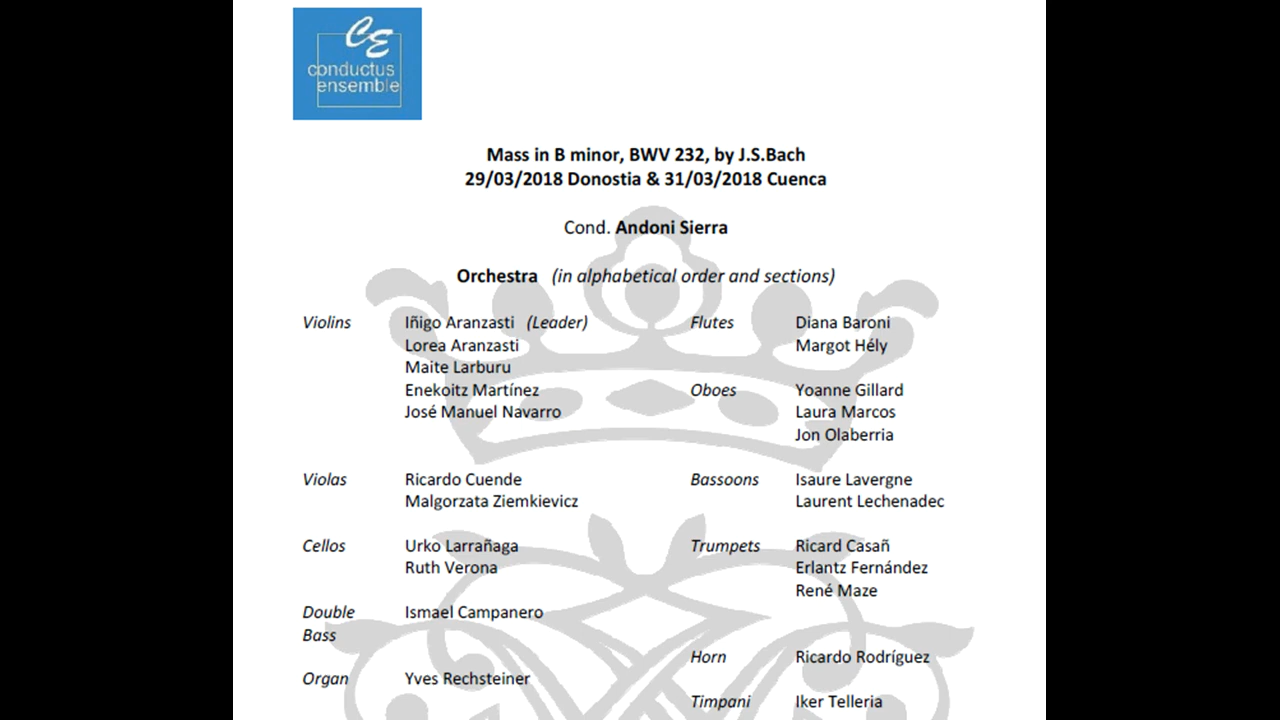 CE
conductus
ensemble
Mass in B minor, BWV 232, by J.S.Bach
29/03/2018 Donostia & 31/03/2018 Cuenca
Cond. Andoni Sierra
Orchestra (in alphabetical order and sections)
Violins Iñigo Aranzasti (Leader)
Lorea Aranzasti
Maite Larburu
Enekoitz Martínez
José Manuel Navarro
Violas Ricardo Cuende
Malgorzata Ziemkievicz
Cellos Urko Larrañaga
Ruth Verona
Double Ismael Campanero
Bass
Organ Yves Rechsteiner
Flutes Diana Baroni
Margot Hély
Oboes Yoanne Gillard
Laura Marcos
Jon Olaberria
Bassoons Isaure Lavergne
Laurent Lechenadec
Trumpets Ricard Casañ
Erlantz Fernández
René Maze
Horn Ricardo Rodríguez
Timpani Iker Telleria